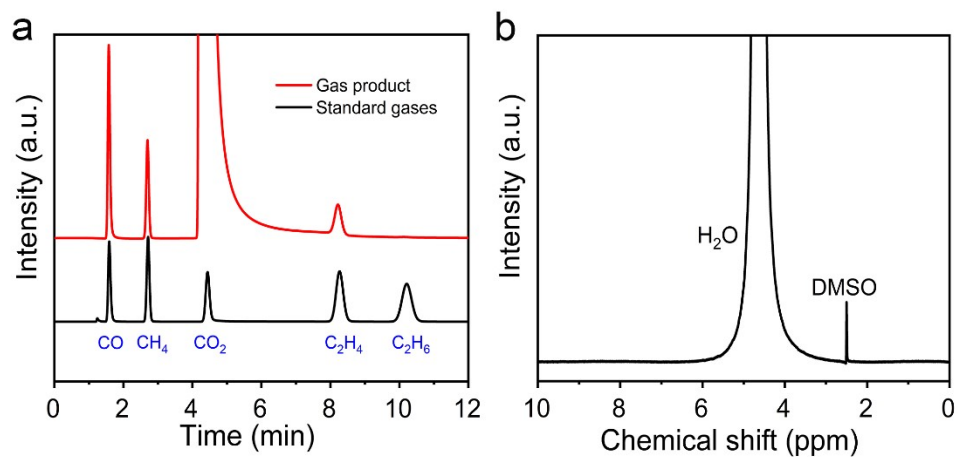 a
Intensity (a.u.)
Gas product
Standard gases
CO
CH₄
CO₂
C₂H₄
C₂H₆
0 2 4 6 8 10 12
Time (min)
b
Intensity (a.u.)
H₂O
DMSO
10 8 6 4 2 0
Chemical shift (ppm)